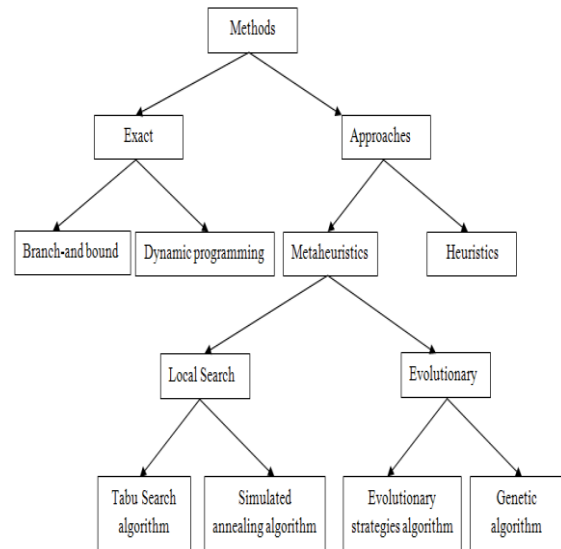 Methods
Exact
Approaches
Branch-and bound
Dynamic programming
Metaheuristics
Heuristics
Local Search
Evolutionary
Tabu Search
algorithm
Simulated
annealing algorithm
Evolutionary
strategies algorithm
Genetic
algorithm